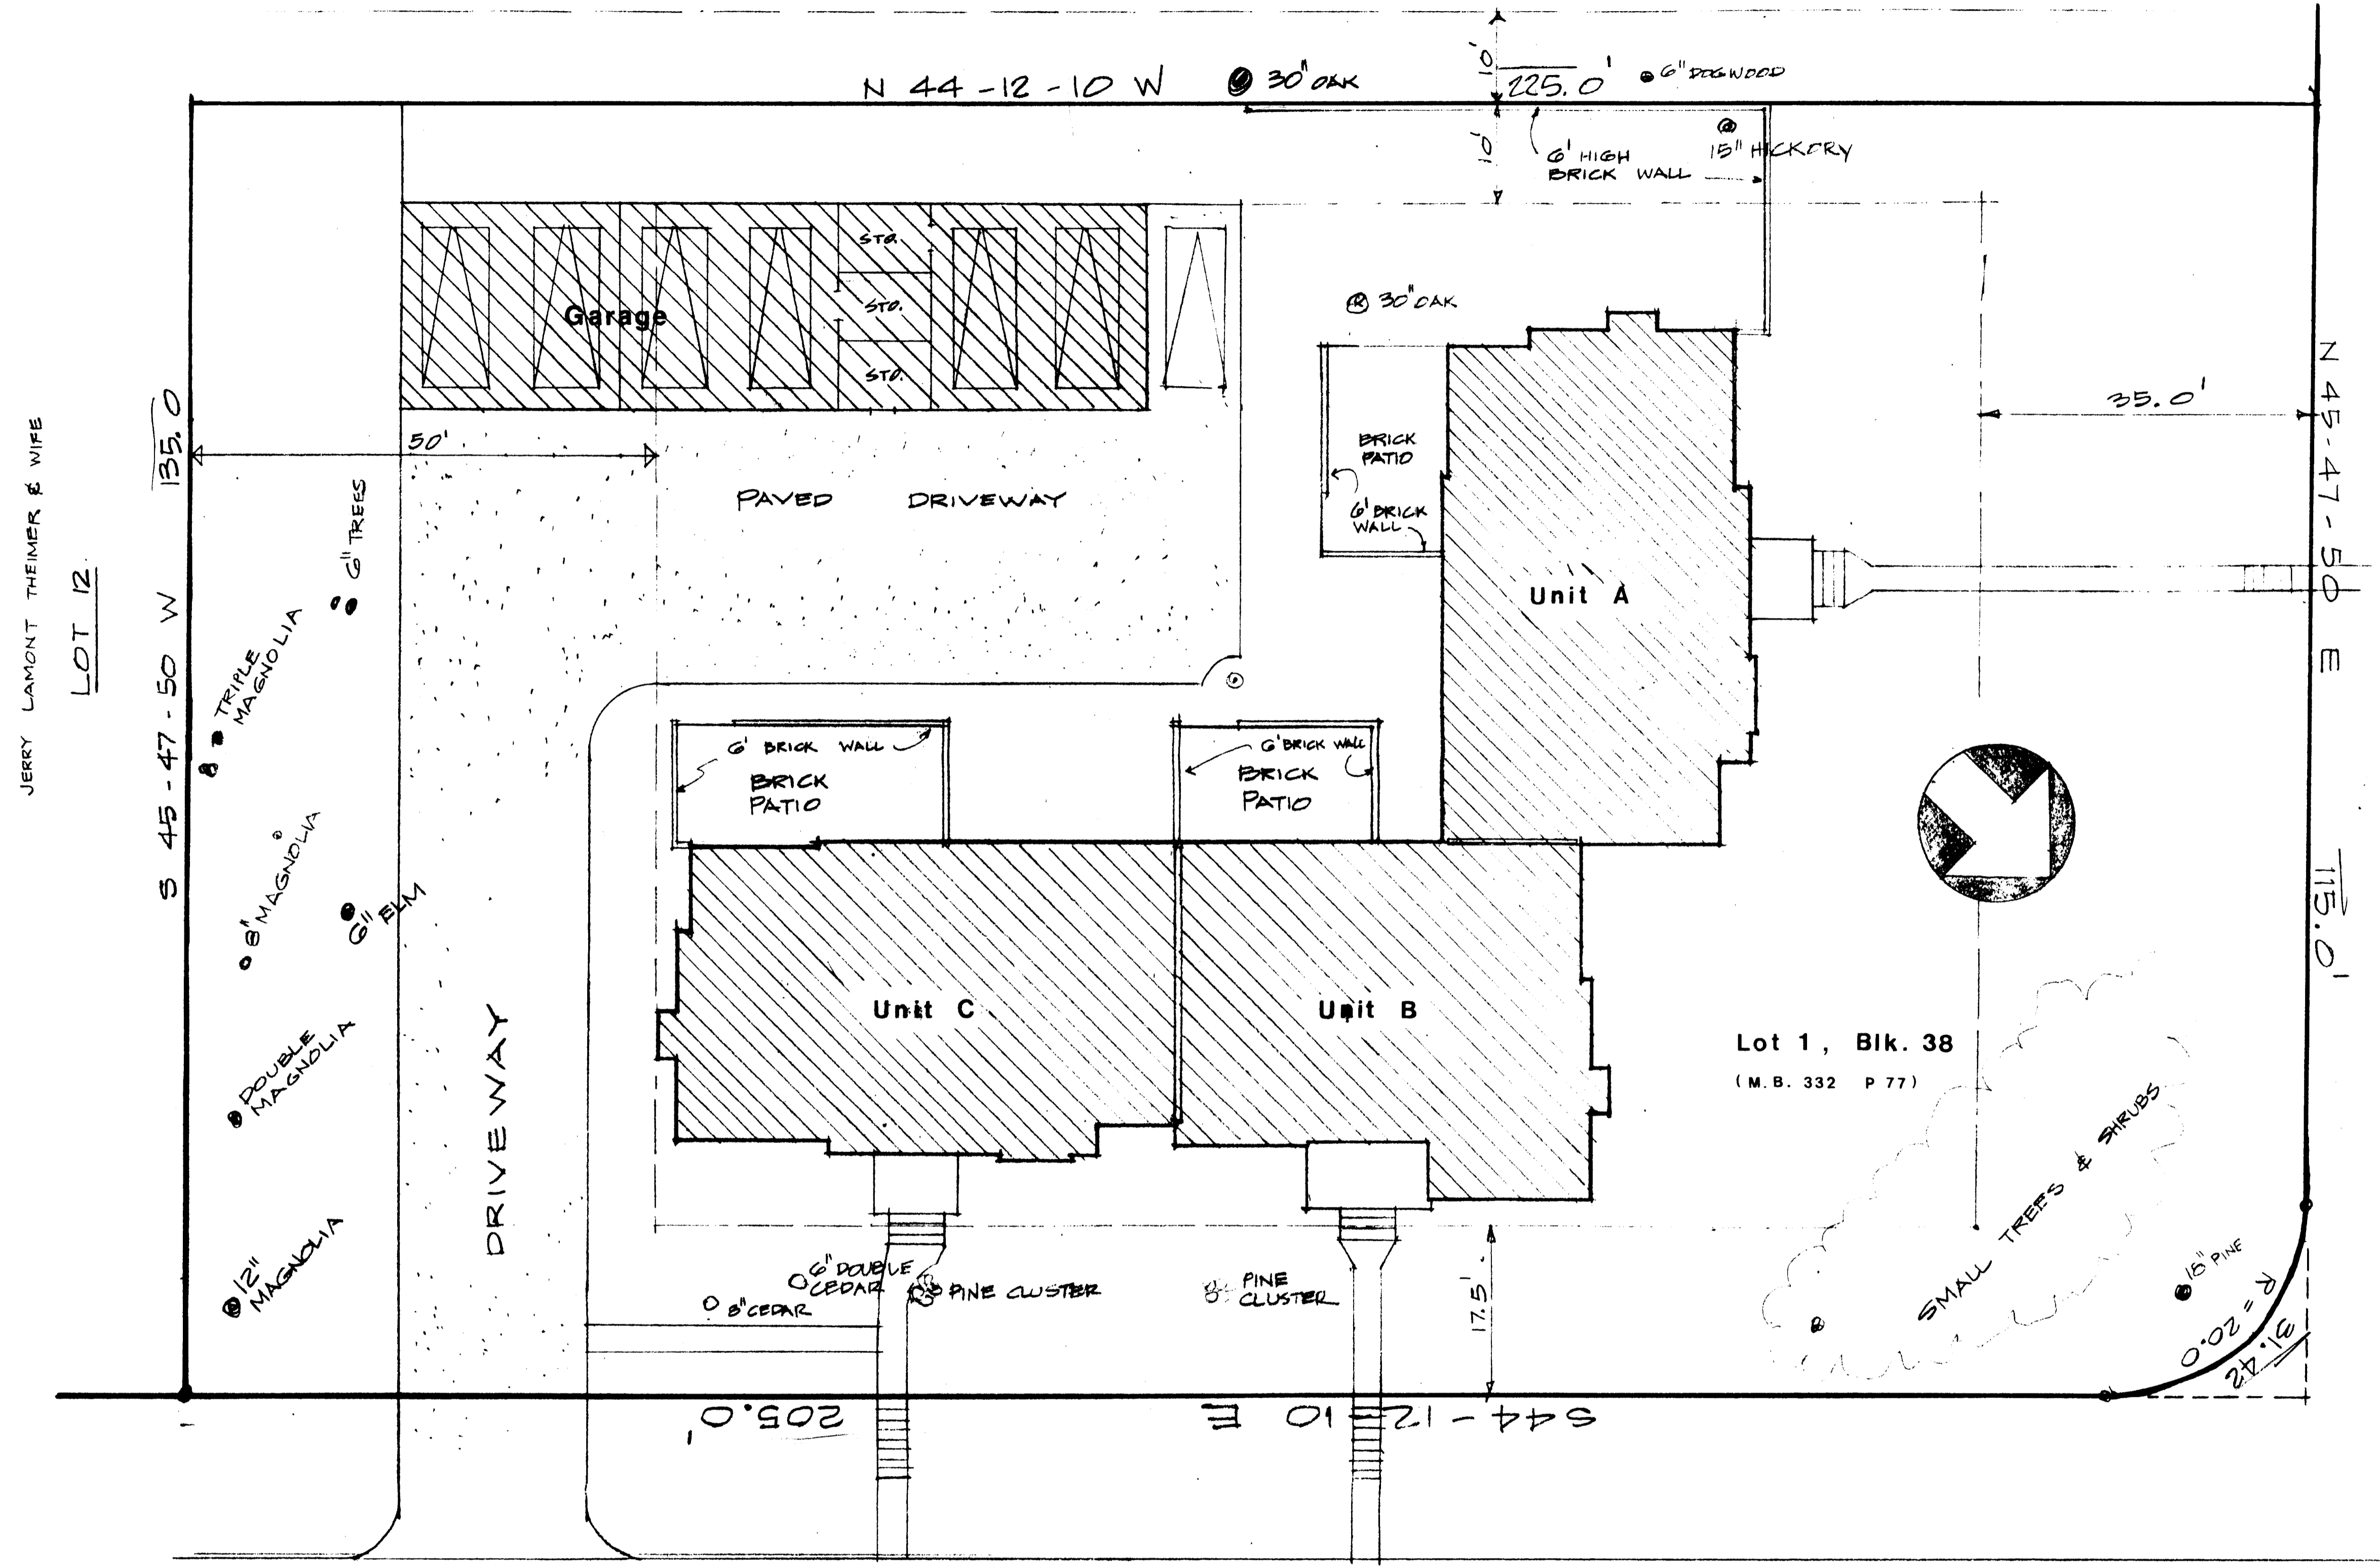 N 44-12-10 W
30" OAK
10'
225.0'
6" DOGWOOD
10'
6' HIGH
BRICK WALL
15" HICKORY
STO.
STO.
STO.
Garage
30" OAK
JERRY LAMONT THEIMER & WIFE
LOT 12
S 45-47-50 W 135.0
50'
PAVED DRIVEWAY
BRICK
PATIO
6' BRICK
WALL
35.0'
N 45-47-50 E 115.0'
6" TREES
TRIPLE
MAGNOLIA
Unit A
6' BRICK WALL
BRICK
PATIO
6' BRICK WALL
BRICK
PATIO
8" MAGNOLIA
6" ELM
DOUBLE
MAGNOLIA
12"
MAGNOLIA
DRIVEWAY
Unit C
Unit B
Lot 1, Blk. 38
(M.B. 332 P 77)
SMALL TREES & SHRUBS
18" PINE
R = 20.0
31.42
6" DOUBLE
CEDAR
8" CEDAR
PINE CLUSTER
PINE
CLUSTER
17.5'
S44-12-10 E 205.0'